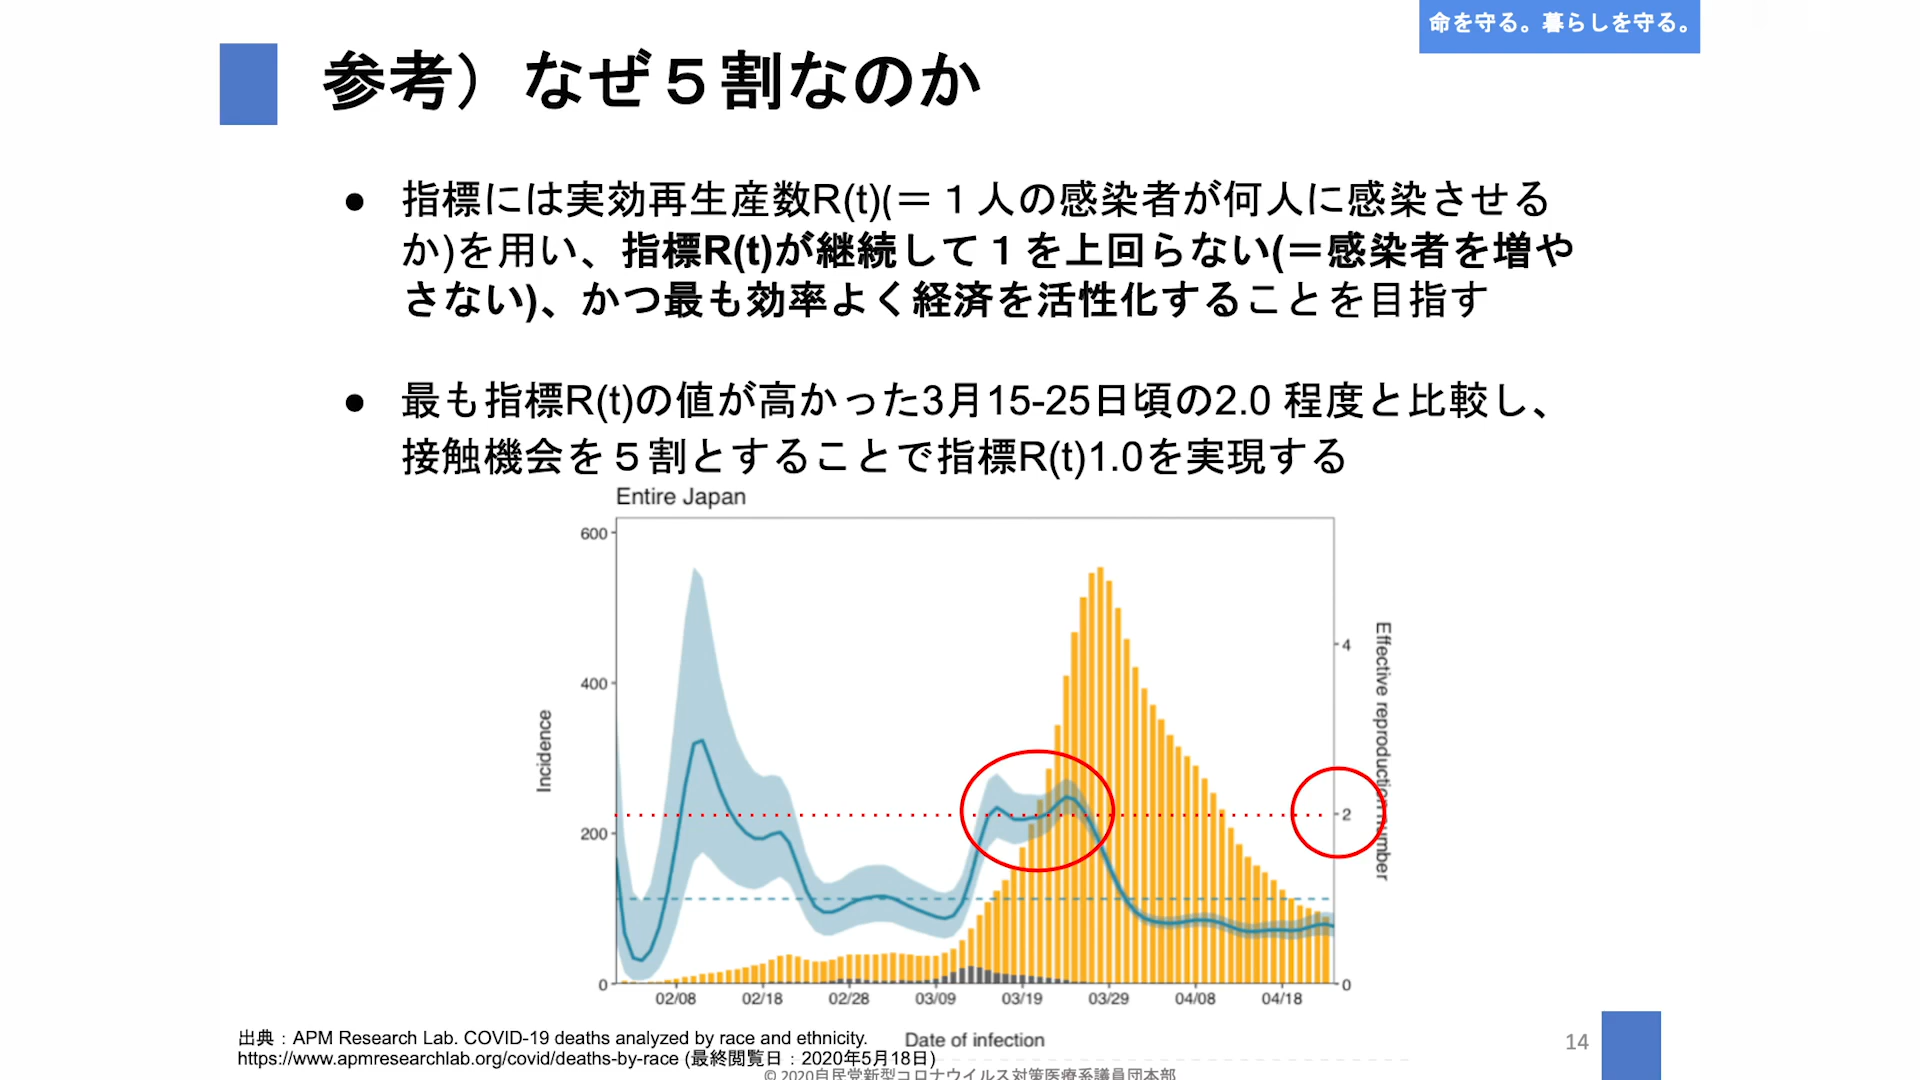 命を守る。暮らしを守る。
参考）なぜ５割なのか
● 指標には実効再生産数R(t)(＝１人の感染者が何人に感染させる
か)を用い、指標R(t)が継続して１を上回らない(＝感染者を増や
さない)、かつ最も効率よく経済を活性化することを目指す
● 最も指標R(t)の値が高かった3月15-25日頃の2.0 程度と比較し、
接触機会を５割とすることで指標R(t)1.0を実現する
Entire Japan
600
400
200
0
Incidence
4
2
0
Effective reproduction number
02/08 02/18 02/28 03/09 03/19 03/29 04/08 04/18
Date of infection
出典：APM Research Lab. COVID-19 deaths analyzed by race and ethnicity.
https://www.apmresearchlab.org/covid/deaths-by-race (最終閲覧日：2020年5月18日)
© 2020自民党新型コロナウイルス対策医療系議員団本部
14